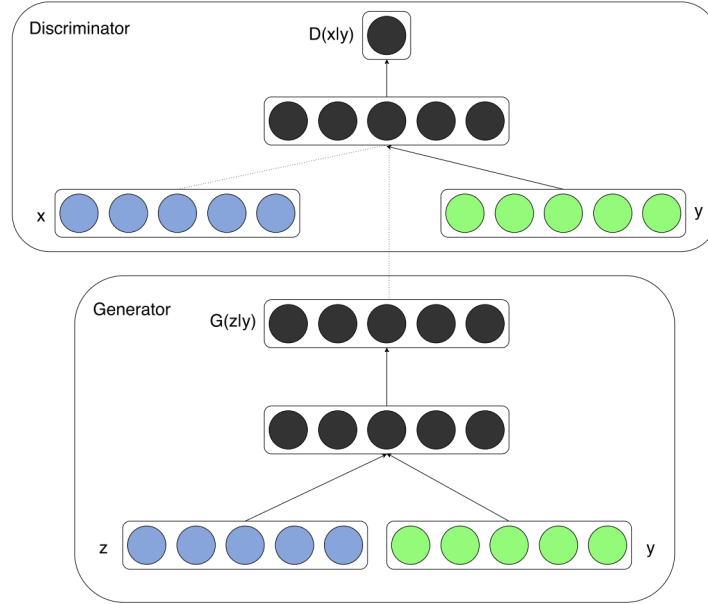 Discriminator
D(x|y)
x
y
Generator
G(z|y)
z
y